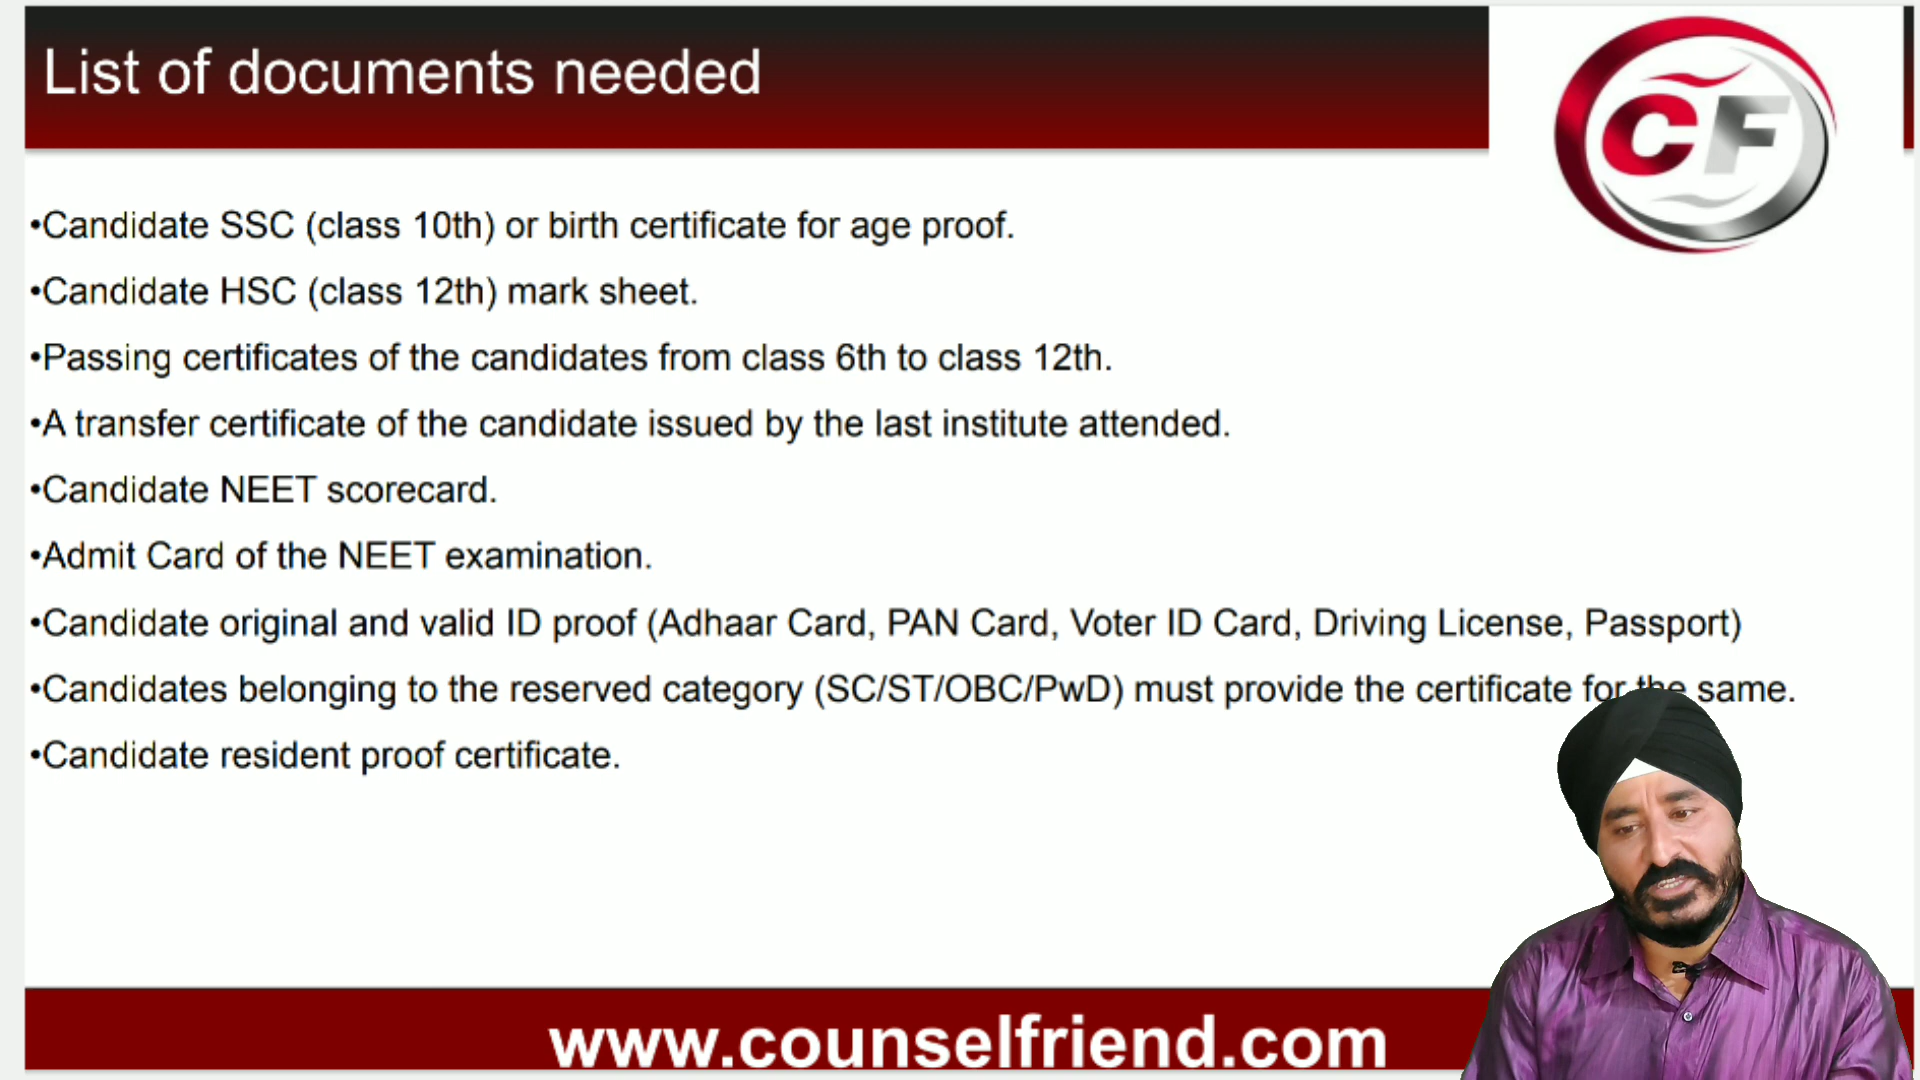 List of documents needed
CF
•Candidate SSC (class 10th) or birth certificate for age proof.
•Candidate HSC (class 12th) mark sheet.
•Passing certificates of the candidates from class 6th to class 12th.
•A transfer certificate of the candidate issued by the last institute attended.
•Candidate NEET scorecard.
•Admit Card of the NEET examination.
•Candidate original and valid ID proof (Adhaar Card, PAN Card, Voter ID Card, Driving License, Passport)
•Candidates belonging to the reserved category (SC/ST/OBC/PwD) must provide the certificate for the same.
•Candidate resident proof certificate.
www.counselfriend.com